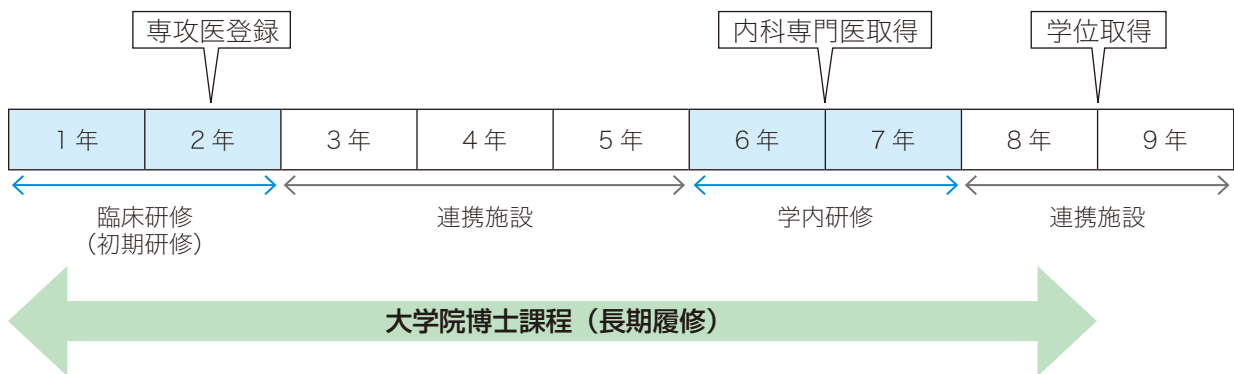 専攻医登録
内科専門医取得
学位取得
1年
2年
3年
4年
5年
6年
7年
8年
9年
臨床研修
（初期研修）
連携施設
学内研修
連携施設
大学院博士課程（長期履修）